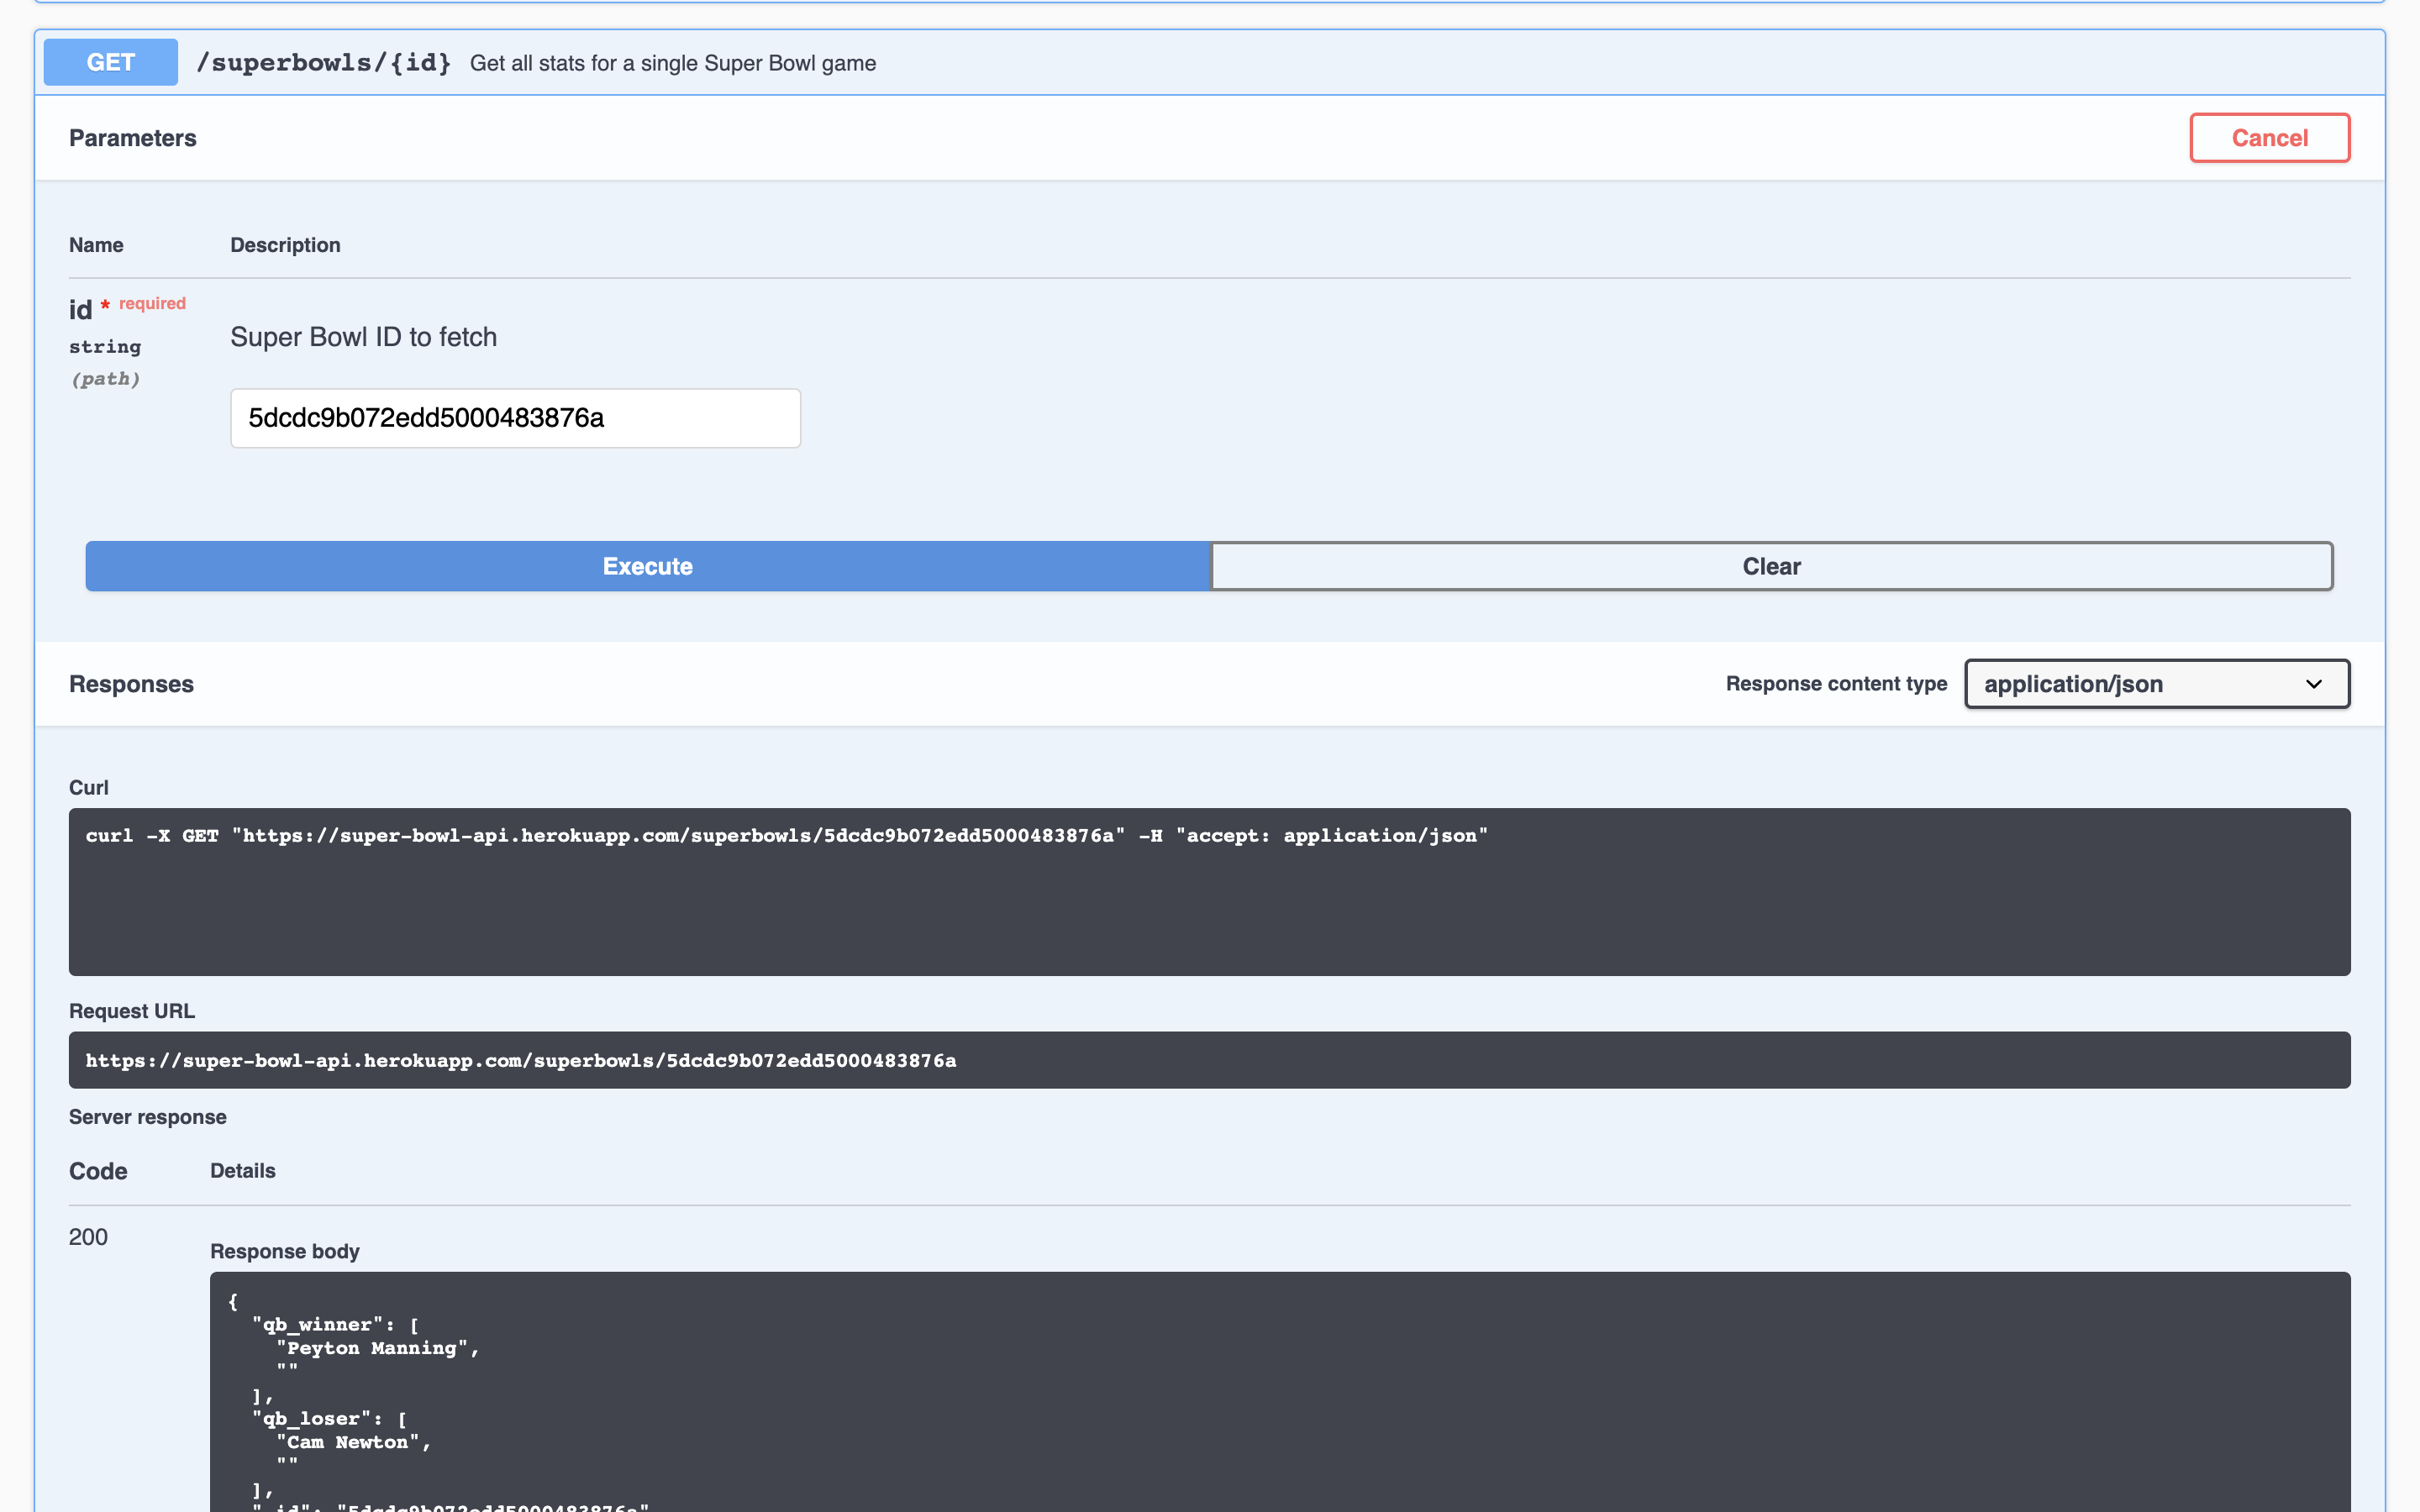 GET /superbowls/{id} Get all stats for a single Super Bowl game
Parameters
Cancel
Name Description
id * required
string
(path)
Super Bowl ID to fetch
5dcdc9b072edd5000483876a
Execute
Clear
Responses
Response content type
application/json
Curl
curl -X GET "https://super-bowl-api.herokuapp.com/superbowls/5dcdc9b072edd5000483876a" -H "accept: application/json"
Request URL
https://super-bowl-api.herokuapp.com/superbowls/5dcdc9b072edd5000483876a
Server response
Code Details
200
Response body
{
"qb_winner": [
"Peyton Manning",
""
],
"qb_loser": [
"Cam Newton",
""
],
"_id": "5dcdc9b072edd5000483876a"